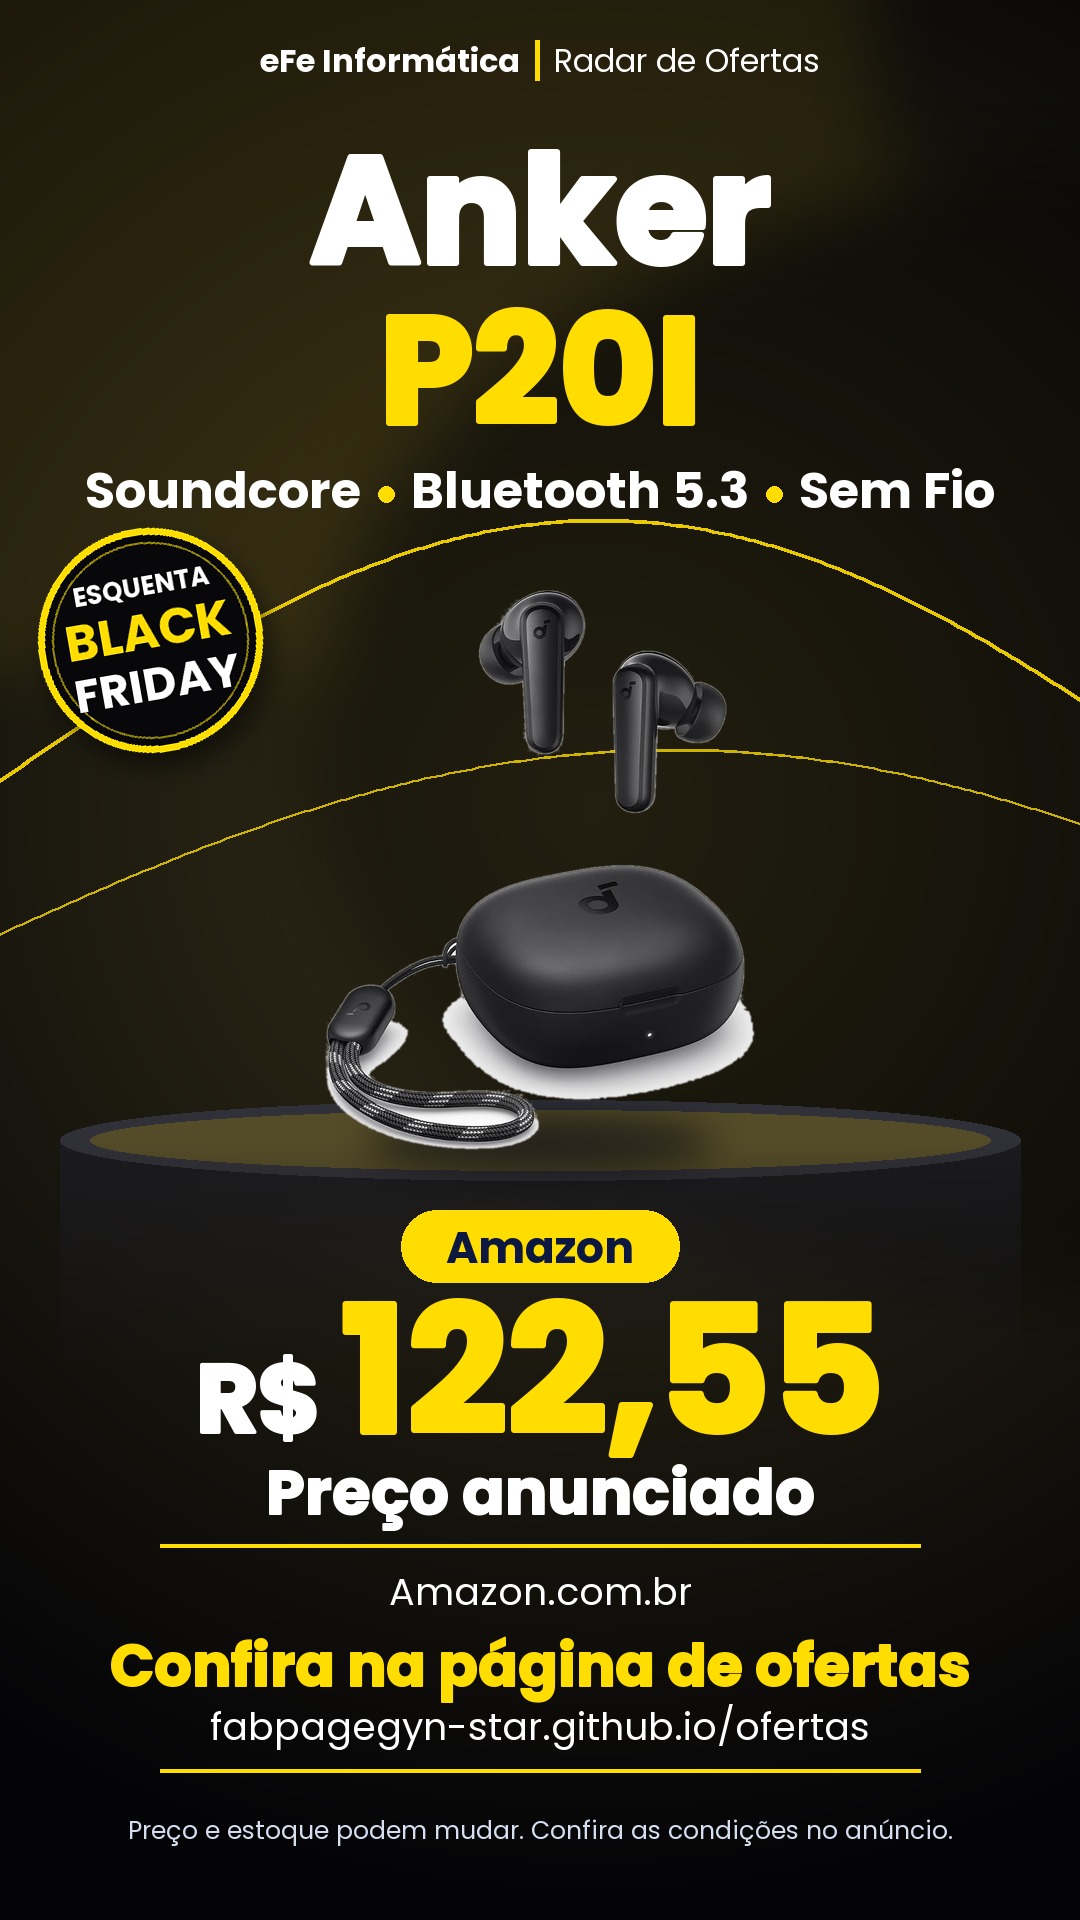 eFe Informática | Radar de Ofertas
Anker
P20I
Soundcore • Bluetooth 5.3 • Sem Fio
ESQUENTA
BLACK
FRIDAY
Amazon
R$ 122,55
Preço anunciado
Amazon.com.br
Confira na página de ofertas
fabpagegyn-star.github.io/ofertas
Preço e estoque podem mudar. Confira as condições no anúncio.